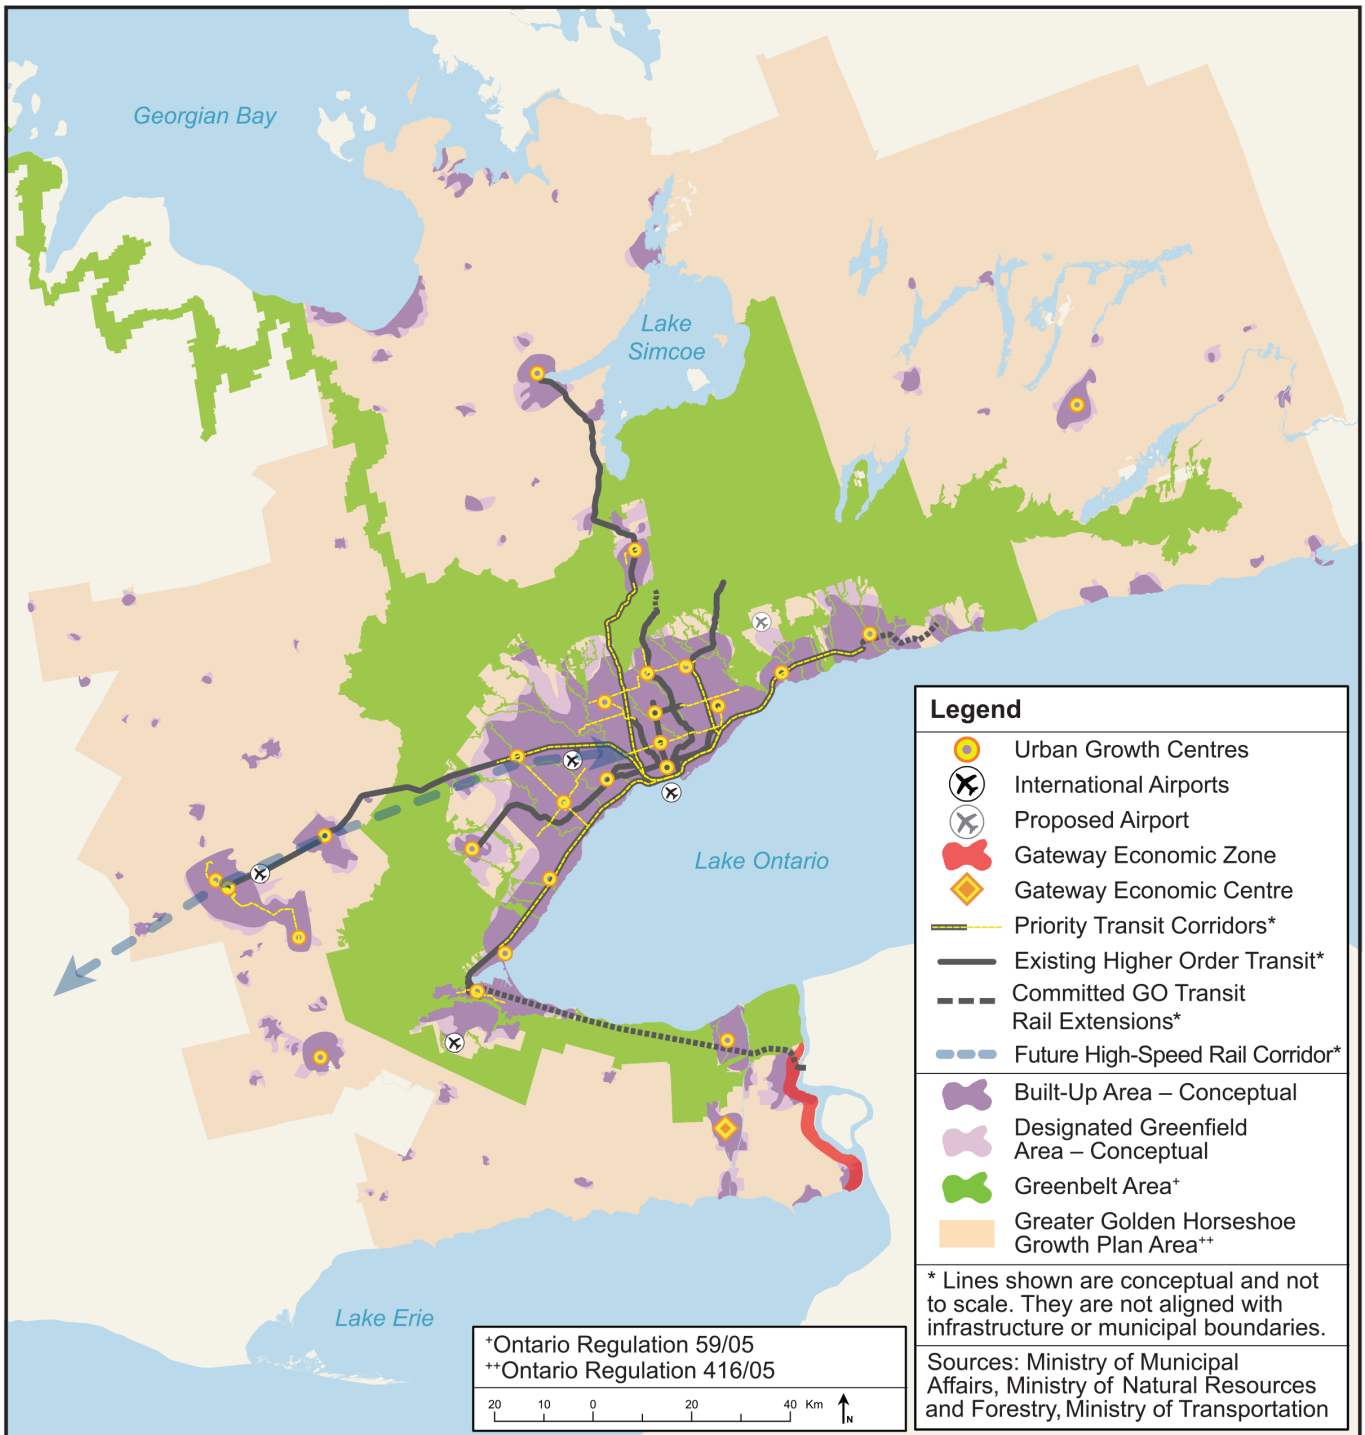 Georgian Bay
Lake
Simcoe
Lake Ontario
Lake Erie
Legend
Urban Growth Centres
International Airports
Proposed Airport
Gateway Economic Zone
Gateway Economic Centre
Priority Transit Corridors*
Existing Higher Order Transit*
Committed GO Transit
Rail Extensions*
Future High-Speed Rail Corridor*
Built-Up Area – Conceptual
Designated Greenfield
Area – Conceptual
Greenbelt Area+
Greater Golden Horseshoe
Growth Plan Area++
* Lines shown are conceptual and not
to scale. They are not aligned with
infrastructure or municipal boundaries.
Sources: Ministry of Municipal
Affairs, Ministry of Natural Resources
and Forestry, Ministry of Transportation
+Ontario Regulation 59/05
++Ontario Regulation 416/05
20 10 0 20 40 Km
N